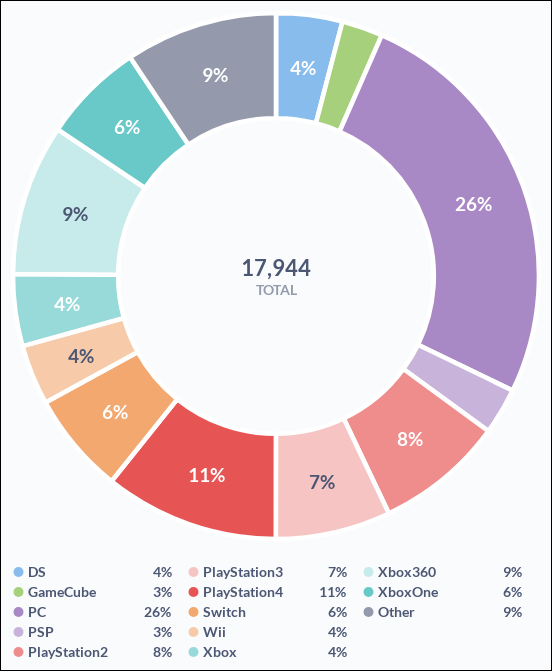 4%
26%
8%
7%
11%
6%
4%
4%
9%
6%
9%
17,944
TOTAL
DS 4%
GameCube 3%
PC 26%
PSP 3%
PlayStation2 8%
PlayStation3 7%
PlayStation4 11%
Switch 6%
Wii 4%
Xbox 4%
Xbox360 9%
XboxOne 6%
Other 9%